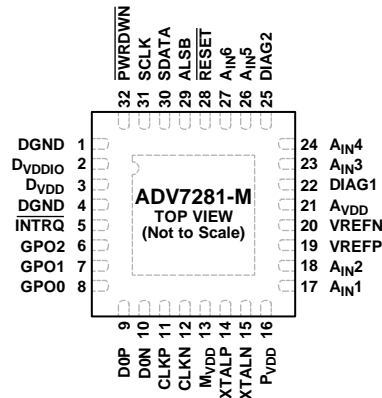 PWRDWN
SCLK
SDATA
ALSB
RESET
AIN6
AIN5
DIAG2
32 31 30 29 28 27 26 25
DGND 1
DVDDIO 2
DVDD 3
DGND 4
INTRQ 5
GPO2 6
GPO1 7
GPO0 8
ADV7281-M
TOP VIEW
(Not to Scale)
24 AIN4
23 AIN3
22 DIAG1
21 AVDD
20 VREFN
19 VREFP
18 AIN2
17 AIN1
9 10 11 12 13 14 15 16
D0P
D0N
CLKP
CLKN
MVDD
XTALP
XTALN
PVDD